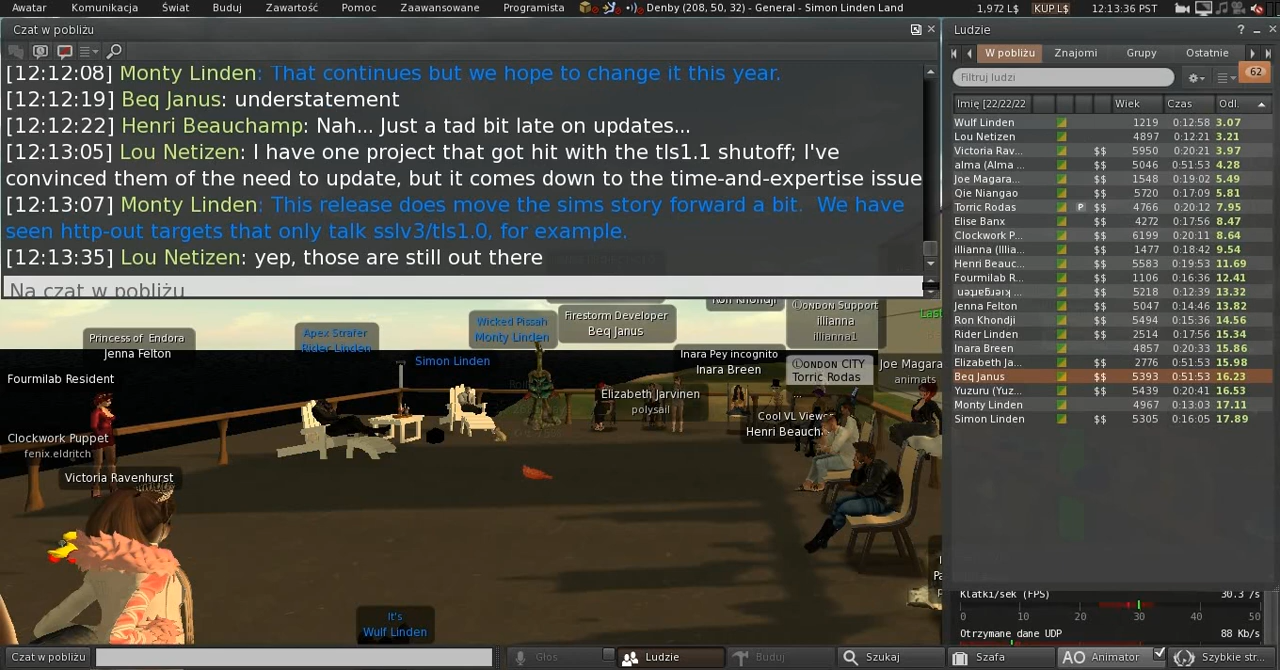 Awatar Komunikacja Świat Buduj Zawartość Pomoc Zaawansowane Programista Denby (208, 50, 32) - General - Simon Linden Land 1,972 L$ KUP L$ 12:13:36 PST
Czat w pobliżu
[12:12:08] Monty Linden: That continues but we hope to change it this year.
[12:12:19] Beq Janus: understatement
[12:12:22] Henri Beauchamp: Nah... Just a tad bit late on updates...
[12:13:05] Lou Netizen: I have one project that got hit with the tls1.1 shutoff; I've
convinced them of the need to update, but it comes down to the time-and-expertise issue
[12:13:07] Monty Linden: This release does move the sims story forward a bit. We have
seen http-out targets that only talk sslv3/tls1.0, for example.
[12:13:35] Lou Netizen: yep, those are still out there
Na czat w pobliżu
Ron Khondji
Ⓛᴏɴᴅᴏɴ Support
illianna
illianna1
Last
Firestorm Developer
Beq Janus
Wicked Pissah
Monty Linden
Apex Strafer
Rider Linden
Princess of Endora
Jenna Felton
Simon Linden
Inara Pey incognito
Inara Breen
Ⓛᴏɴᴅᴏɴ CITY
Torric Rodas
...
Joe Magara
animats
Fourmilab Resident
Elizabeth Jarvinen
polysail
Cool VL Viewer
Henri Beauch
Clockwork Puppet
fenix.eldritch
Victoria Ravenhurst
It's
Wulf Linden
Ludzie
W pobliżu Znajomi Grupy Ostatnie
Filtruj ludzi
62
Imię [22/22/22 Wiek Czas Odl.
Wulf Linden 1219 0:12:58 3.07
Lou Netizen 4897 0:12:21 3.21
Victoria Rav... $$ 5950 0:20:21 3.97
alma (Alma ... $$ 5046 0:51:53 4.28
Joe Magara... $$ 1548 0:19:02 5.49
Qie Niangao $$ 5720 0:17:09 5.81
Torric Rodas P $$ 4766 0:20:12 7.95
Elise Banx $$ 4272 0:17:56 8.47
Clockwork P... $$ 6199 0:20:11 8.64
illianna (Illia... $$ 1477 0:18:42 9.54
Henri Beauc... $$ 5583 0:19:53 11.69
Fourmilab R... $$ 1106 0:16:36 12.41
$$ 5218 0:12:39 13.32
Jenna Felton $$ 5047 0:14:46 13.82
Ron Khondji $$ 5494 0:15:36 14.56
Rider Linden $$ 2514 0:17:56 15.34
Inara Breen 4857 0:20:33 15.86
Elizabeth Ja... $$ 2776 0:51:53 15.98
Beq Janus $$ 5393 0:51:53 16.23
Yuzuru (Yuz... $$ 5439 0:20:41 16.53
Monty Linden 4967 0:13:03 17.11
Simon Linden $$ 5305 0:16:05 17.89
Klatki/sek (FPS) 30.3 /s
0 10 20 30 40 50
Otrzymane dane UDP 88 Kb/s
Czat w pobliżu Głos Ludzie Buduj Szukaj Szafa AO Animator Szybkie str...